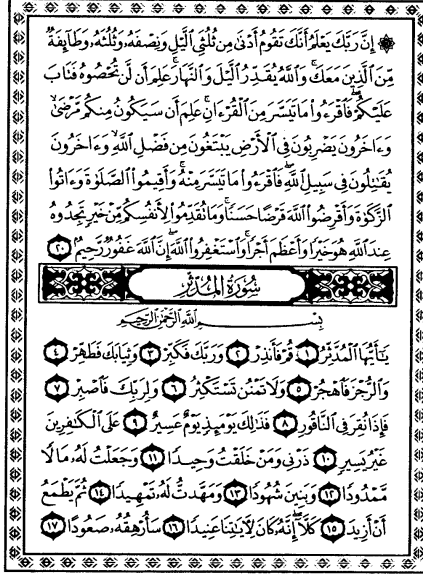 ۞ إِنَّ رَبَّكَ يَعْلَمُ أَنَّكَ تَقُومُ أَدْنَىٰ مِن ثُلُثَيِ ٱلَّيْلِ وَنِصْفَهُۥ وَثُلُثَهُۥ وَطَآئِفَةٌ
مِّنَ ٱلَّذِينَ مَعَكَ ۚ وَٱللَّهُ يُقَدِّرُ ٱلَّيْلَ وَٱلنَّهَارَ ۚ عَلِمَ أَن لَّن تُحْصُوهُ فَتَابَ
عَلَيْكُمْ ۖ فَٱقْرَءُوا۟ مَا تَيَسَّرَ مِنَ ٱلْقُرْءَانِ ۚ عَلِمَ أَن سَيَكُونُ مِنكُم مَّرْضَىٰ ۙ
وَءَاخَرُونَ يَضْرِبُونَ فِى ٱلْأَرْضِ يَبْتَغُونَ مِن فَضْلِ ٱللَّهِ ۙ وَءَاخَرُونَ
يُقَٰتِلُونَ فِى سَبِيلِ ٱللَّهِ ۖ فَٱقْرَءُوا۟ مَا تَيَسَّرَ مِنْهُ ۚ وَأَقِيمُوا۟ ٱلصَّلَوٰةَ وَءَاتُوا۟
ٱلزَّكَوٰةَ وَأَقْرِضُوا۟ ٱللَّهَ قَرْضًا حَسَنًا ۚ وَمَا تُقَدِّمُوا۟ لِأَنفُسِكُم مِّنْ خَيْرٍ تَجِدُوهُ
عِندَ ٱللَّهِ هُوَ خَيْرًا وَأَعْظَمَ أَجْرًا ۚ وَٱسْتَغْفِرُوا۟ ٱللَّهَ ۖ إِنَّ ٱللَّهَ غَفُورٌ رَّحِيمٌۢ ٢٠
سُورَةُ المُدَّثِّرِ
بِسْمِ ٱللَّهِ ٱلرَّحْمَٰنِ ٱلرَّحِيمِ
يَٰٓأَيُّهَا ٱلْمُدَّثِّرُ ١ قُمْ فَأَنذِرْ ٢ وَرَبَّكَ فَكَبِّرْ ٣ وَثِيَابَكَ فَطَهِّرْ ٤
وَٱلرُّجْزَ فَٱهْجُرْ ٥ وَلَا تَمْنُن تَسْتَكْثِرُ ٦ وَلِرَبِّكَ فَٱصْبِرْ ٧
فَإِذَا نُقِرَ فِى ٱلنَّاقُورِ ٨ فَذَٰلِكَ يَوْمَئِذٍ يَوْمٌ عَسِيرٌ ٩ عَلَى ٱلْكَٰفِرِينَ
غَيْرُ يَسِيرٍ ١٠ ذَرْنِى وَمَنْ خَلَقْتُ وَحِيدًا ١١ وَجَعَلْتُ لَهُۥ مَالًا
مَّمْدُودًا ١٢ وَبَنِينَ شُهُودًا ١٣ وَمَهَّدتُّ لَهُۥ تَمْهِيدًا ١٤ ثُمَّ يَطْمَعُ
أَنْ أَزِيدَ ١٥ كَلَّآ ۖ إِنَّهُۥ كَانَ لِءَايَٰتِنَا عَنِيدًا ١٦ سَأُرْهِقُهُۥ صَعُودًا ١٧